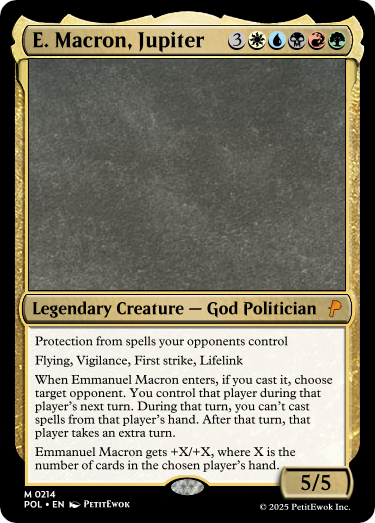 E. Macron, Jupiter 3
Legendary Creature — God Politician
Protection from spells your opponents control
Flying, Vigilance, First strike, Lifelink
When Emmanuel Macron enters, if you cast it, choose
target opponent. You control that player during that
player's next turn. During that turn, you can't cast
spells from that player's hand. After that turn, that
player takes an extra turn.
Emmanuel Macron gets +X/+X, where X is the
number of cards in the chosen player's hand.
5/5
M 0214
POL • EN PetitEwok
© 2025 PetitEwok Inc.